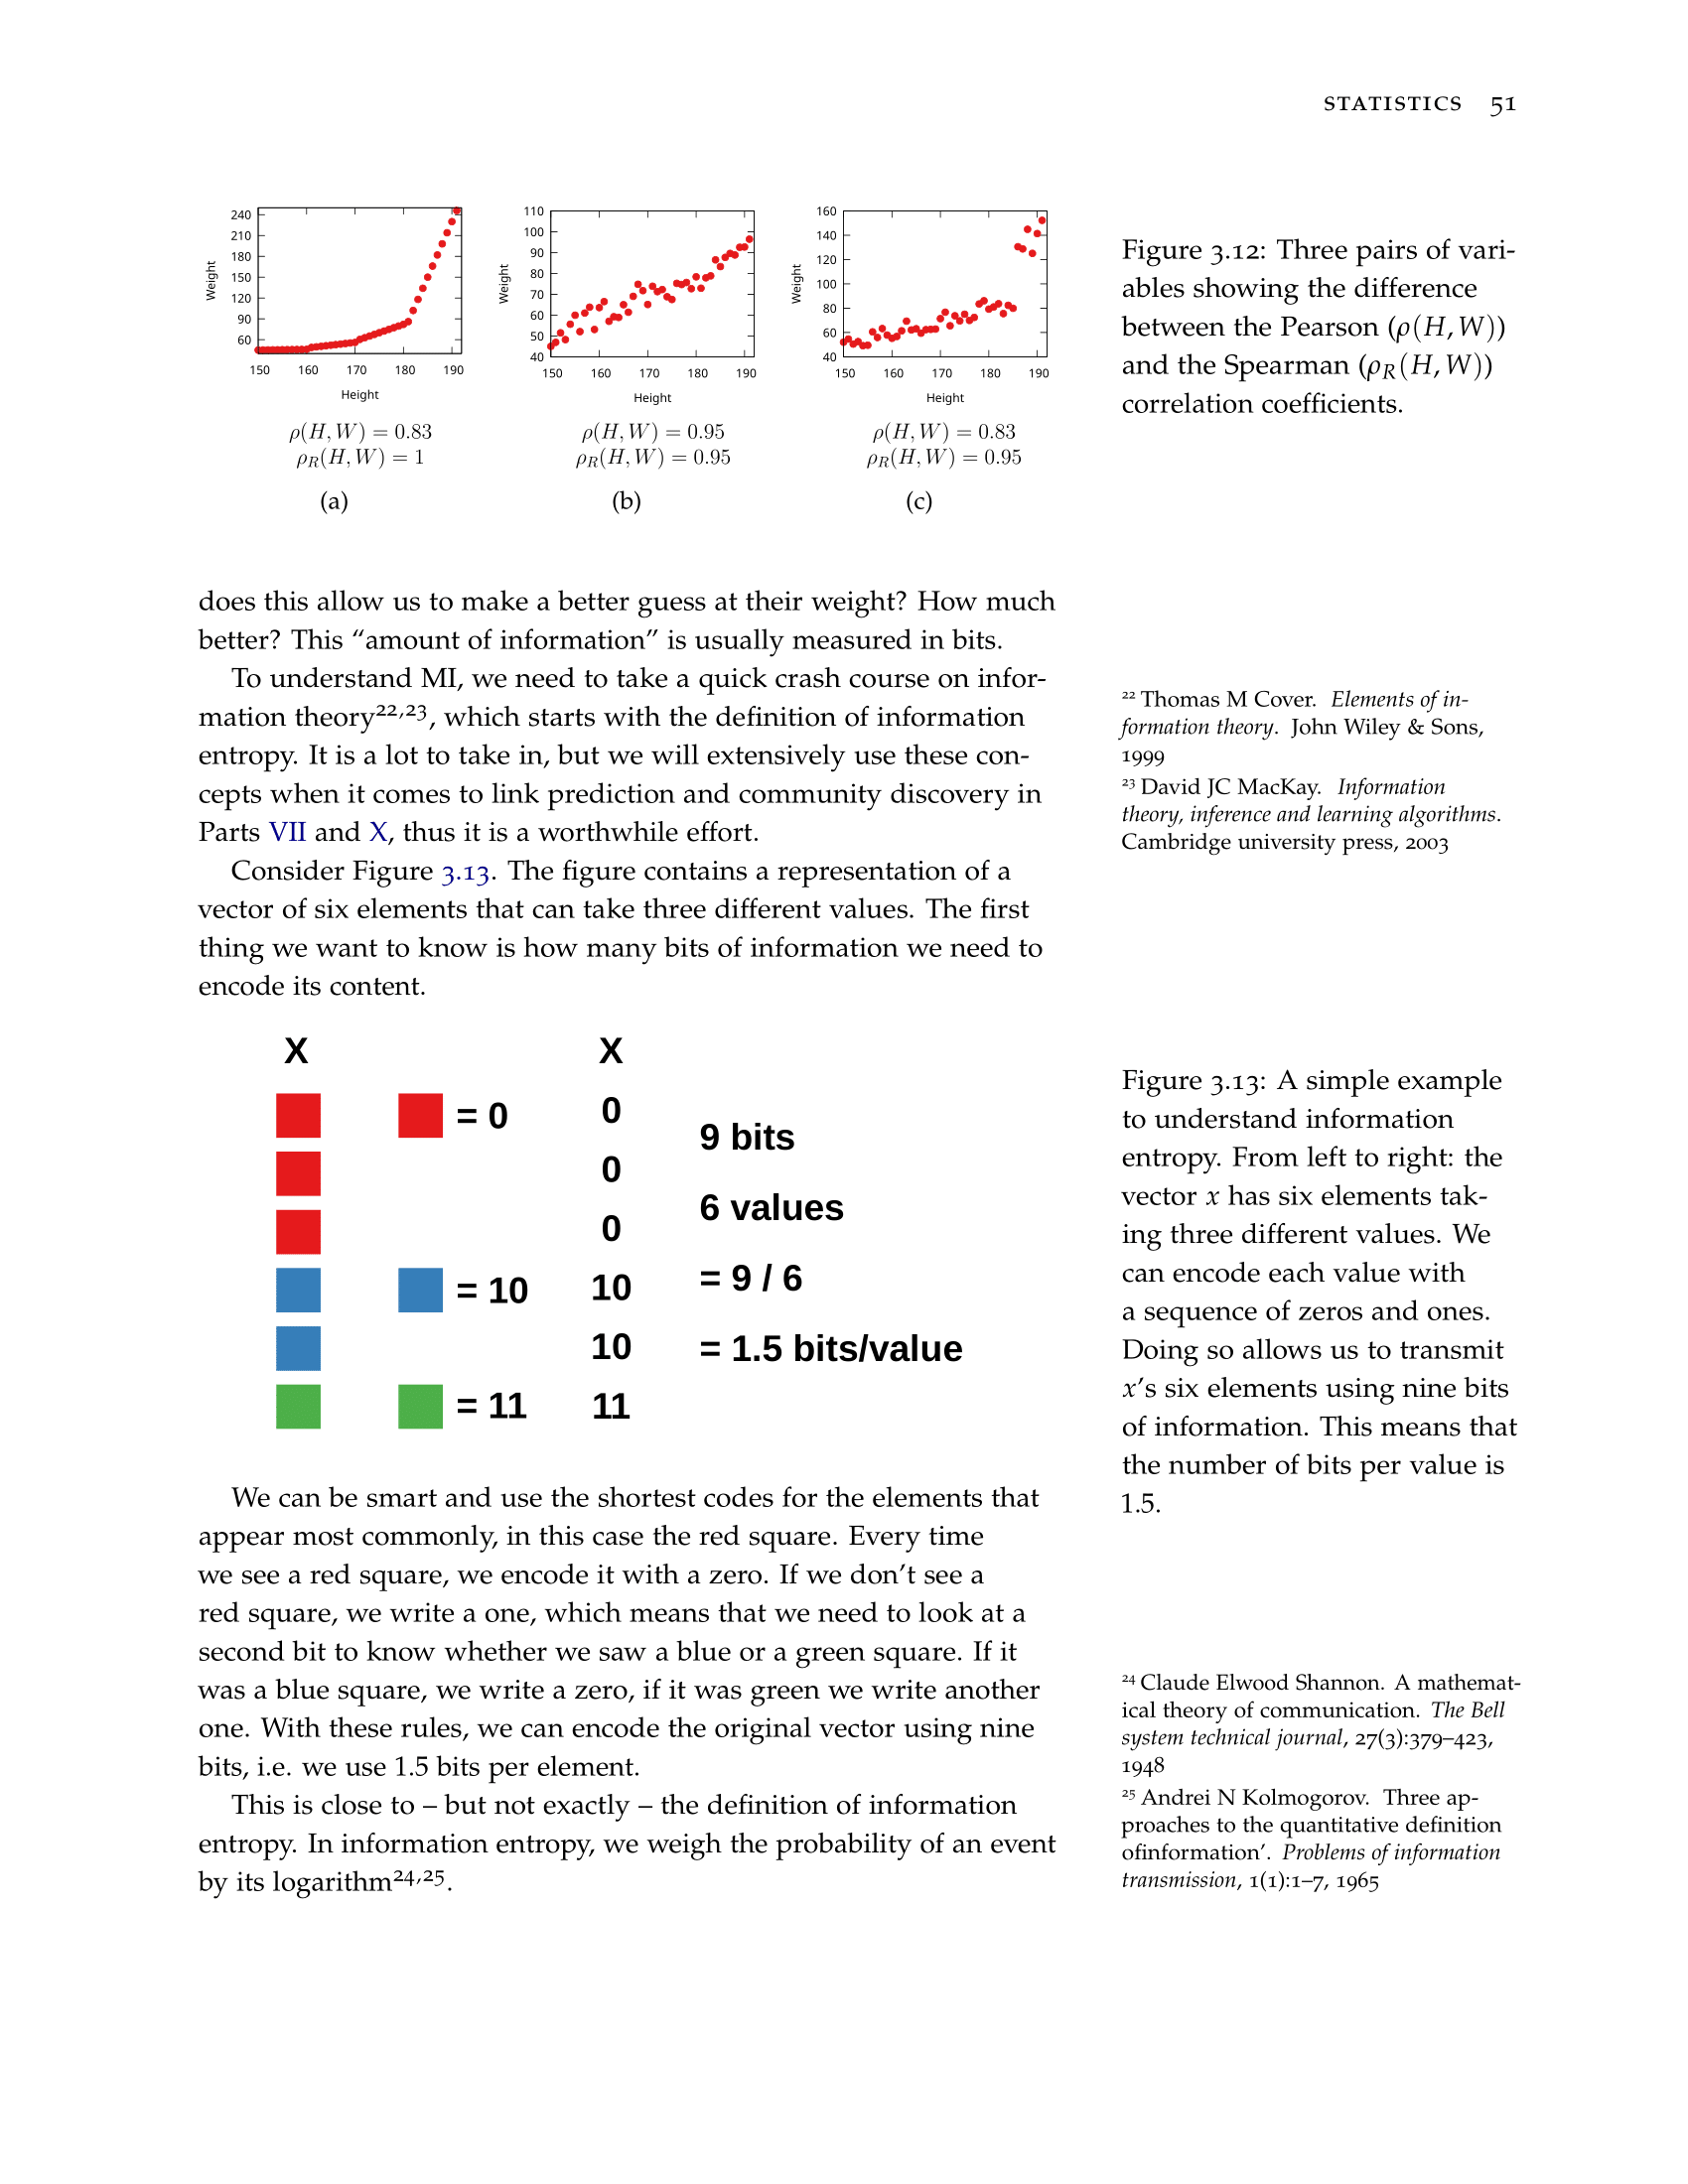 STATISTICS 51
240
210
180
150
120
90
60
Weight
150 160 170 180 190
Height
ρ(H, W) = 0.83
ρR(H, W) = 1
(a)
110
100
90
80
70
60
50
40
Weight
150 160 170 180 190
Height
ρ(H, W) = 0.95
ρR(H, W) = 0.95
(b)
160
140
120
100
80
60
40
Weight
150 160 170 180 190
Height
ρ(H, W) = 0.83
ρR(H, W) = 0.95
(c)
Figure 3.12: Three pairs of vari-
ables showing the difference
between the Pearson (ρ(H, W))
and the Spearman (ρR(H, W))
correlation coefficients.
does this allow us to make a better guess at their weight? How much
better? This “amount of information” is usually measured in bits.
To understand MI, we need to take a quick crash course on infor-
mation theory22,23, which starts with the definition of information
entropy. It is a lot to take in, but we will extensively use these con-
cepts when it comes to link prediction and community discovery in
Parts VII and X, thus it is a worthwhile effort.
22 Thomas M Cover. Elements of in-
formation theory. John Wiley & Sons,
1999
23 David JC MacKay. Information
theory, inference and learning algorithms.
Cambridge university press, 2003
Consider Figure 3.13. The figure contains a representation of a
vector of six elements that can take three different values. The first
thing we want to know is how many bits of information we need to
encode its content.
X X
= 0 0
0
0
= 10 10
10
= 11 11
9 bits
6 values
= 9 / 6
= 1.5 bits/value
Figure 3.13: A simple example
to understand information
entropy. From left to right: the
vector x has six elements tak-
ing three different values. We
can encode each value with
a sequence of zeros and ones.
Doing so allows us to transmit
x’s six elements using nine bits
of information. This means that
the number of bits per value is
1.5.
We can be smart and use the shortest codes for the elements that
appear most commonly, in this case the red square. Every time
we see a red square, we encode it with a zero. If we don’t see a
red square, we write a one, which means that we need to look at a
second bit to know whether we saw a blue or a green square. If it
was a blue square, we write a zero, if it was green we write another
one. With these rules, we can encode the original vector using nine
bits, i.e. we use 1.5 bits per element.
This is close to – but not exactly – the definition of information
entropy. In information entropy, we weigh the probability of an event
by its logarithm24,25.
24 Claude Elwood Shannon. A mathemat-
ical theory of communication. The Bell
system technical journal, 27(3):379–423,
1948
25 Andrei N Kolmogorov. Three ap-
proaches to the quantitative definition
ofinformation’. Problems of information
transmission, 1(1):1–7, 1965